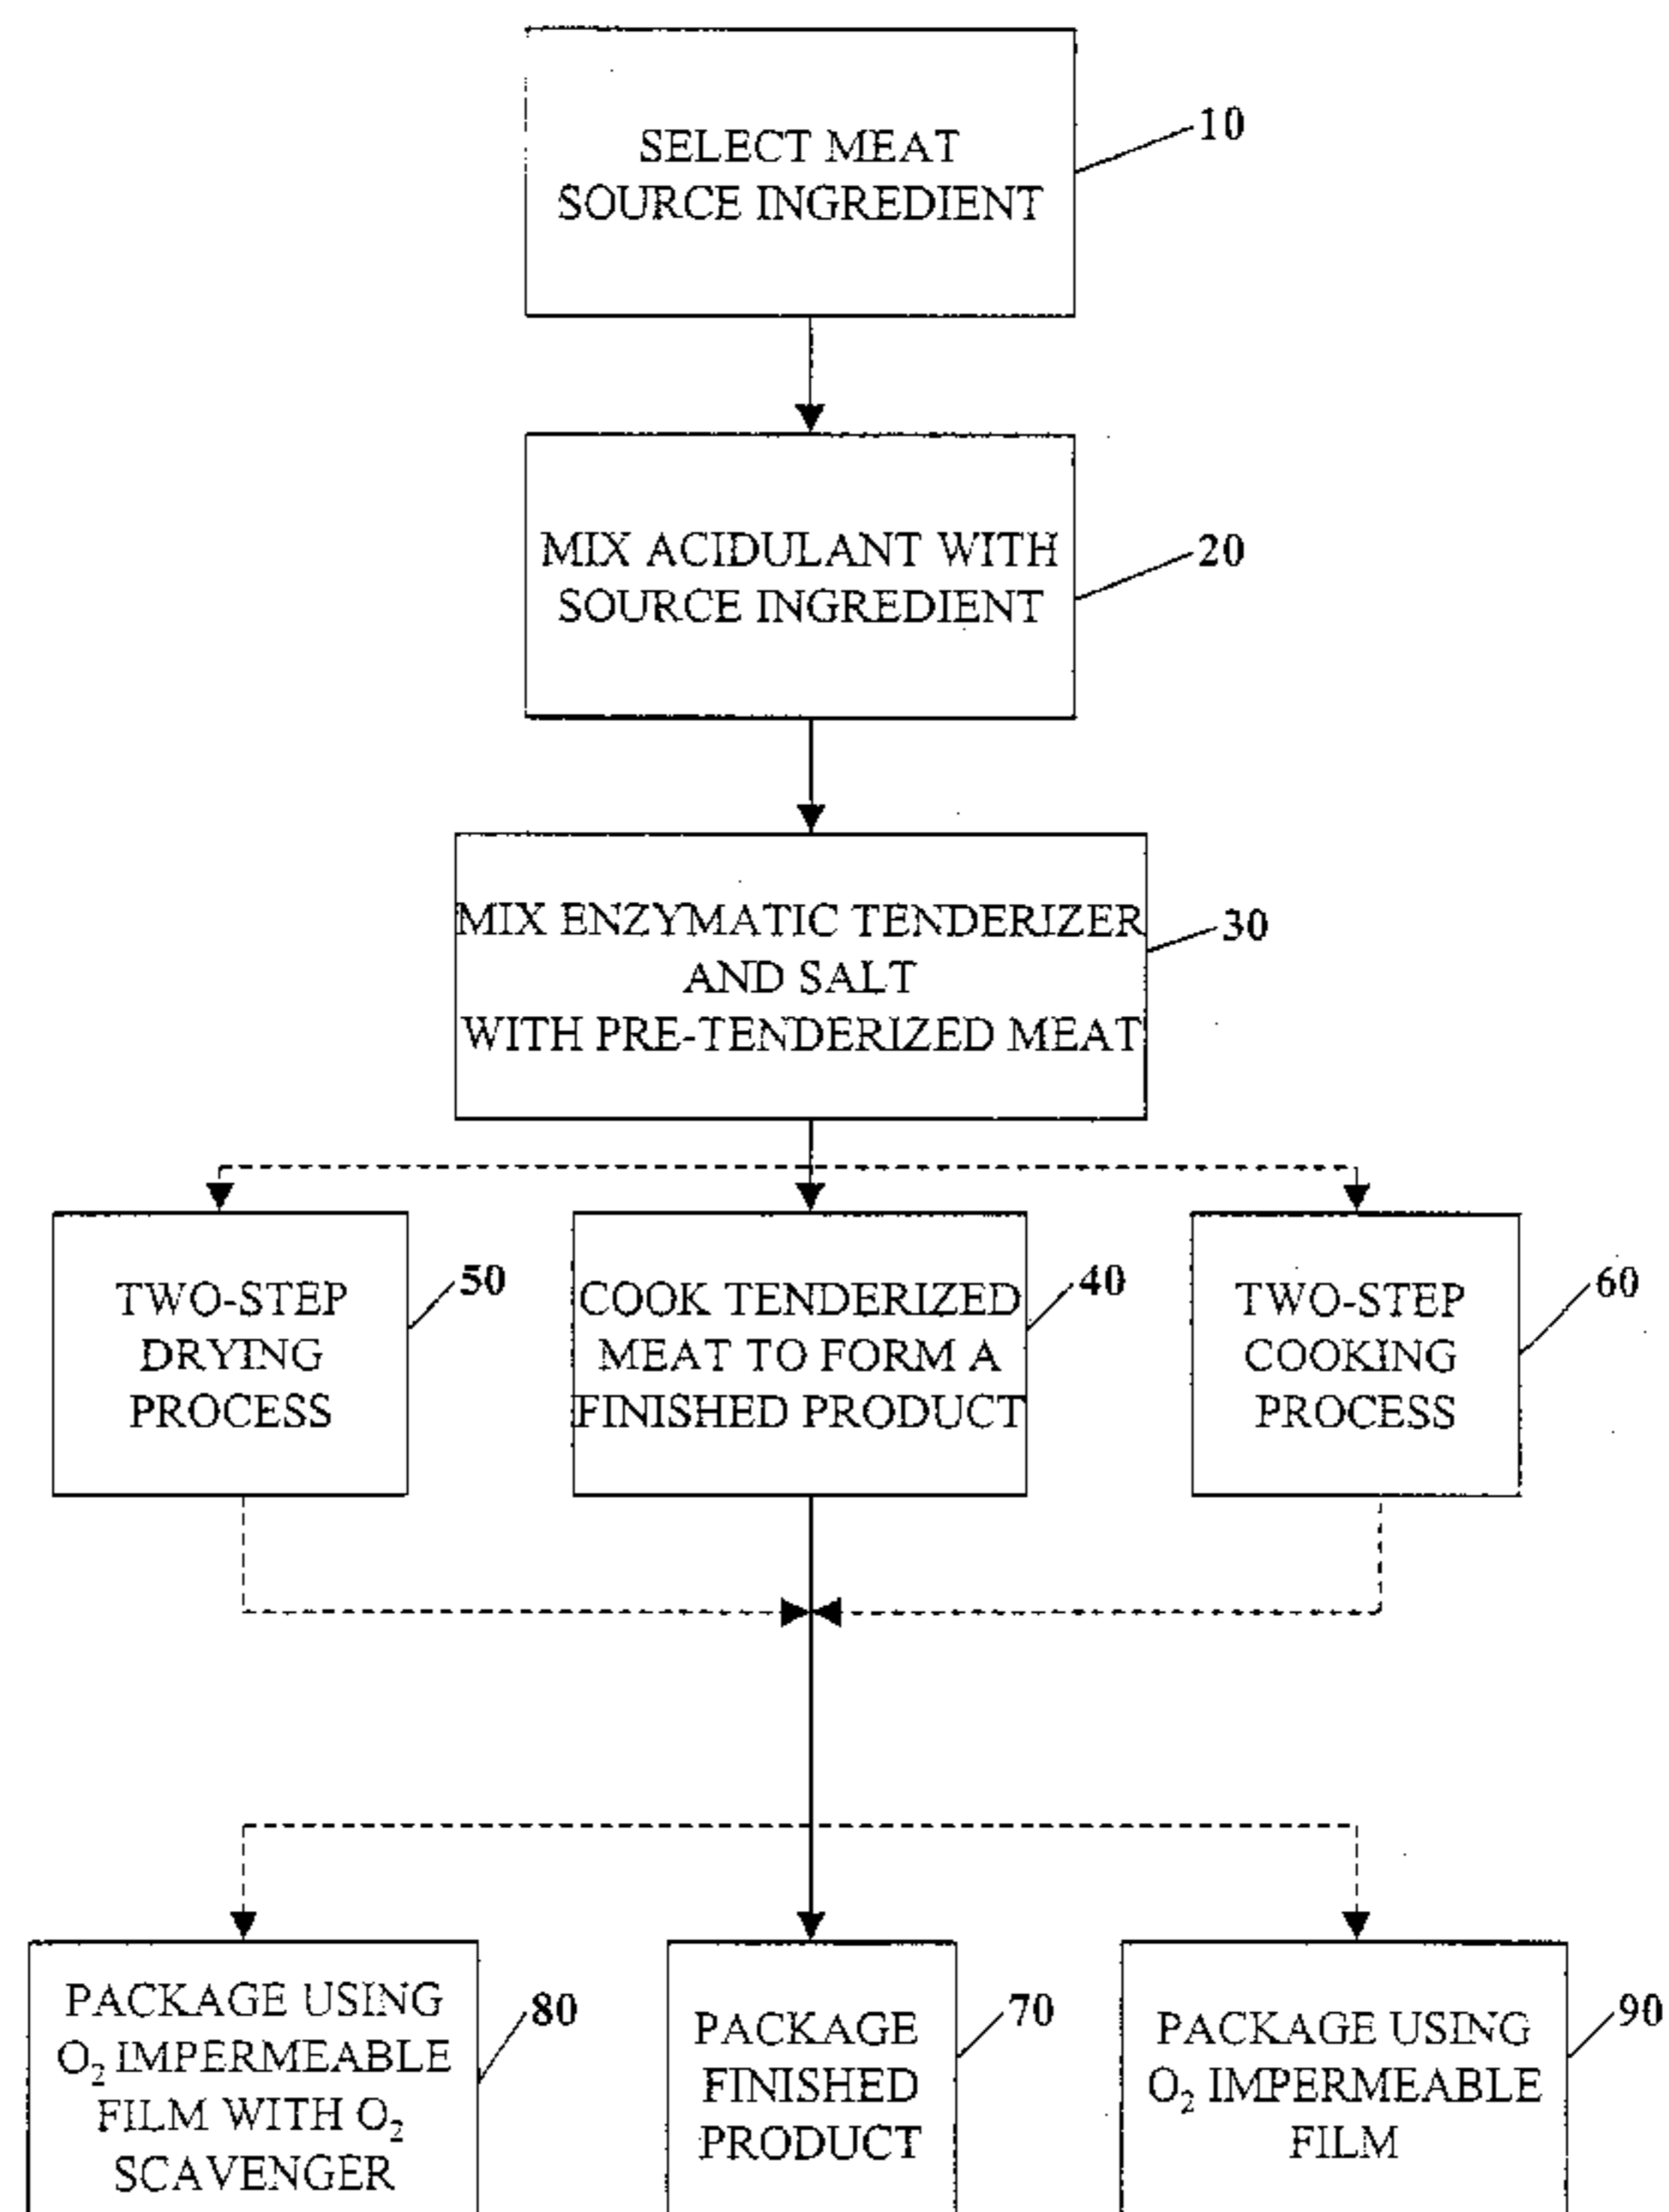 SELECT MEAT
SOURCE INGREDIENT
10
MIX ACIDULANT WITH
SOURCE INGREDIENT
20
MIX ENZYMATIC TENDERIZER
AND SALT
WITH PRE-TENDERIZED MEAT
30
TWO-STEP
DRYING
PROCESS
50
COOK TENDERIZED
MEAT TO FORM A
FINISHED PRODUCT
40
TWO-STEP
COOKING
PROCESS
60
PACKAGE USING
O₂ IMPERMEABLE
FILM WITH O₂
SCAVENGER
80
PACKAGE
FINISHED
PRODUCT
70
PACKAGE USING
O₂ IMPERMEABLE
FILM
90